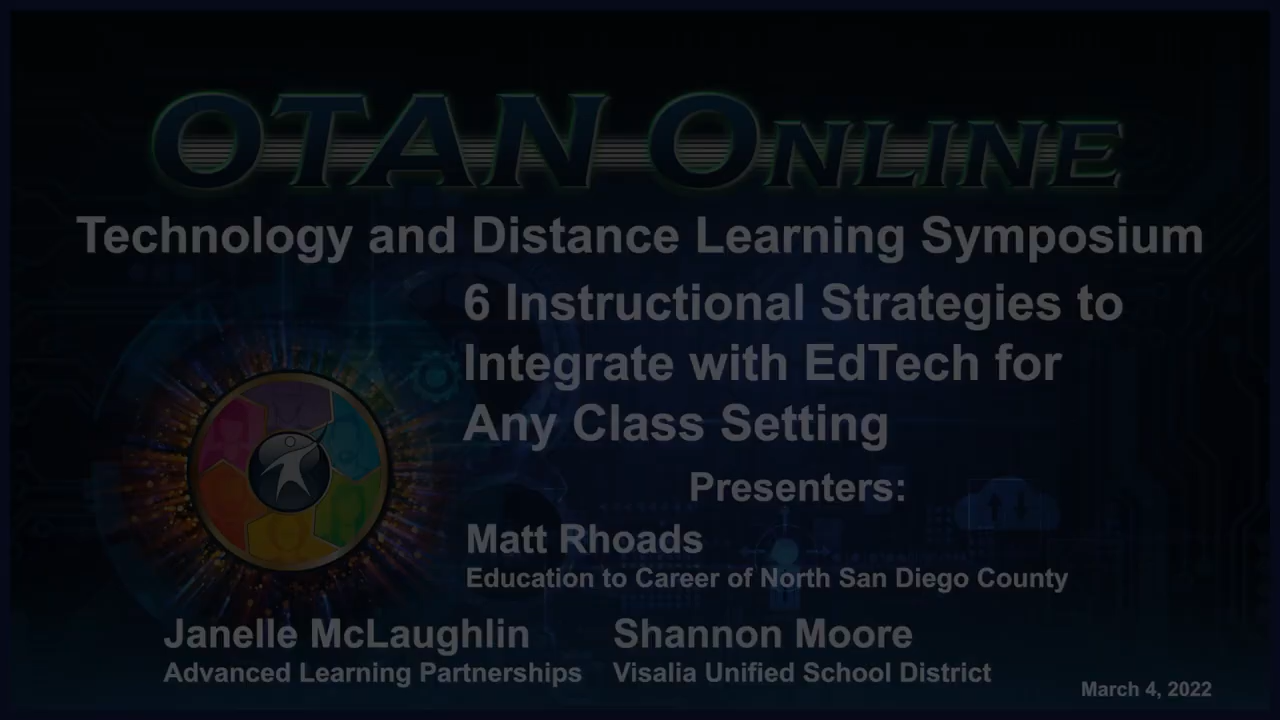 OTAN ONLINE
Technology and Distance Learning Symposium
6 Instructional Strategies to
Integrate with EdTech for
Any Class Setting
Presenters:
Matt Rhoads
Education to Career of North San Diego County
Janelle McLaughlin
Advanced Learning Partnerships
Shannon Moore
Visalia Unified School District
March 4, 2022